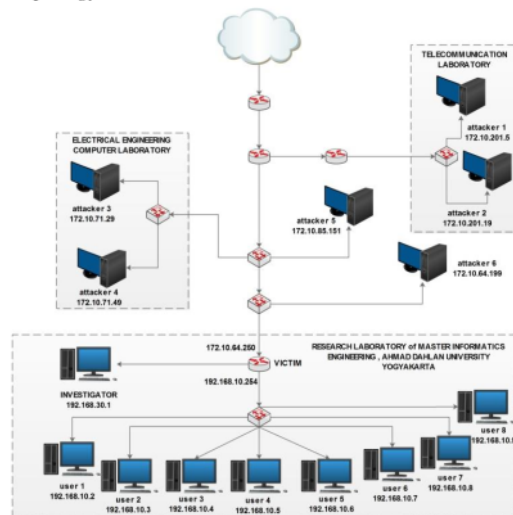 TELECOMMUNICATION
LABORATORY
attacker 1
172.10.201.5
ELECTRICAL ENGINEERING
COMPUTER LABORATORY
attacker 3
172.10.71.29
attacker 5
172.10.85.151
attacker 2
172.10.201.19
attacker 4
172.10.71.49
attacker 6
172.10.64.199
172.10.64.250
RESEARCH LABORATORY of MASTER INFORMATICS
ENGINEERING , AHMAD DAHLAN UNIVERSITY
YOGYAKARTA
VICTIM
192.168.10.254
INVESTIGATOR
192.168.30.1
user 8
user 1
192.168.10.2
user 2
192.168.10.3
user 3
192.168.10.4
user 4
192.168.10.5
user 5
192.168.10.6
user 6
192.168.10.7
user 7
192.168.10.8